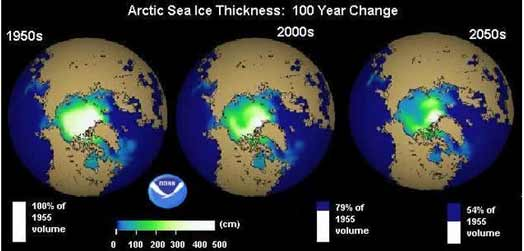 Arctic Sea Ice Thickness: 100 Year Change
1950s
2000s
2050s
noaa
100% of
1955
volume
(cm)
0 100 200 300 400 500
79% of
1955
volume
54% of
1955
volume